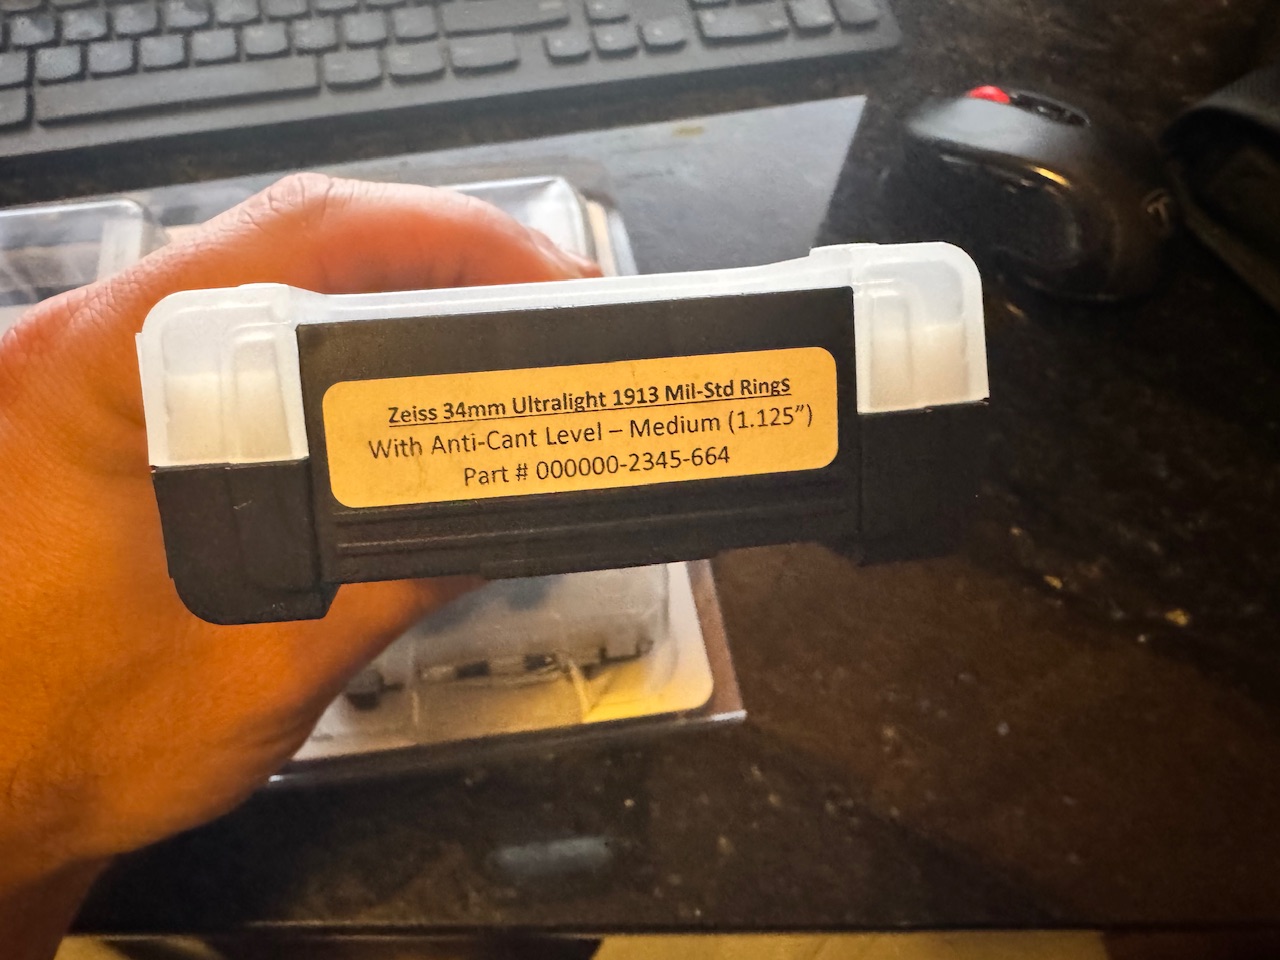 Zeiss 34mm Ultralight 1913 Mil-Std Rings
With Anti-Cant Level – Medium (1.125”)
Part # 000000-2345-664